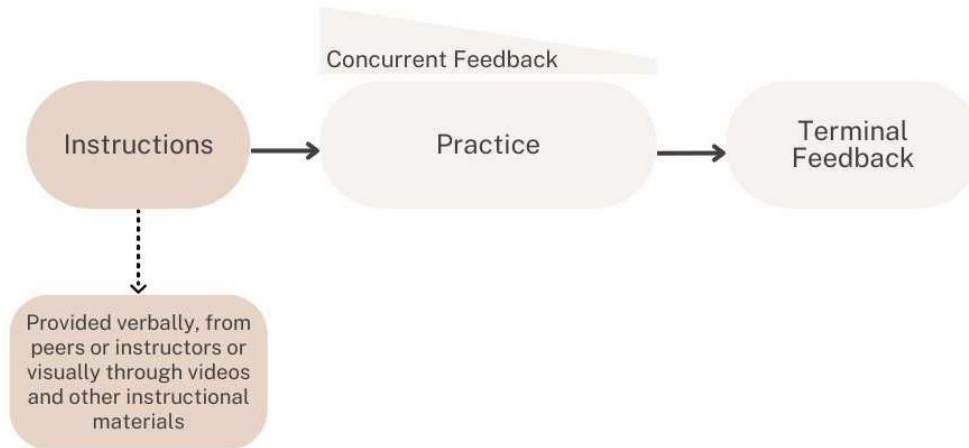 Concurrent Feedback
Instructions
Practice
Terminal
Feedback
Provided verbally, from
peers or instructors or
visually through videos
and other instructional
materials